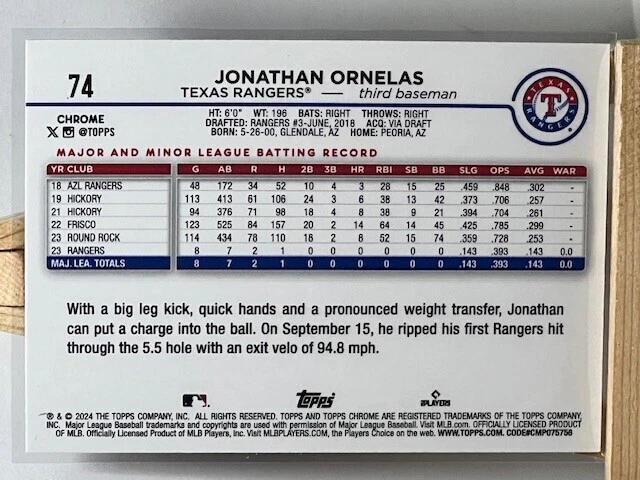 74
JONATHAN ORNELAS
TEXAS RANGERS® — third baseman
TEXAS
T
RANGERS
CHROME
@TOPPS
HT: 6'0" WT: 196 BATS: RIGHT THROWS: RIGHT
DRAFTED: RANGERS #3-JUNE, 2018 ACQ: VIA DRAFT
BORN: 5-26-00, GLENDALE, AZ HOME: PEORIA, AZ
MAJOR AND MINOR LEAGUE BATTING RECORD
YR CLUB G AB R H 2B 3B HR RBI SB BB SLG OPS AVG WAR
18 AZL RANGERS 48 172 34 52 10 4 3 28 15 25 .459 .848 .302 -
19 HICKORY 113 413 61 106 24 3 6 38 13 42 .373 .706 .257 -
21 HICKORY 94 376 71 98 18 4 8 38 9 21 .394 .704 .261 -
22 FRISCO 123 525 84 157 20 2 14 64 14 45 .425 .785 .299 -
23 ROUND ROCK 114 434 78 110 18 2 8 52 15 74 .359 .728 .253 -
23 RANGERS 8 7 2 1 0 0 0 0 0 0 .143 .393 .143 0.0
MAJ. LEA. TOTALS 8 7 2 1 0 0 0 0 0 0 .143 .393 .143 0.0
With a big leg kick, quick hands and a pronounced weight transfer, Jonathan
can put a charge into the ball. On September 15, he ripped his first Rangers hit
through the 5.5 hole with an exit velo of 94.8 mph.
Topps
PLAYERS
® & © 2024 THE TOPPS COMPANY, INC. ALL RIGHTS RESERVED. TOPPS AND TOPPS CHROME ARE REGISTERED TRADEMARKS OF THE TOPPS COMPANY,
INC. Major League Baseball trademarks and copyrights are used with permission of Major League Baseball. Visit MLB.com. OFFICIALLY LICENSED PRODUCT
OF MLB. Officially Licensed Product of MLB Players, Inc. Visit MLBPLAYERS.COM, the Players Choice on the web. WWW.TOPPS.COM. CODE#CMP075756